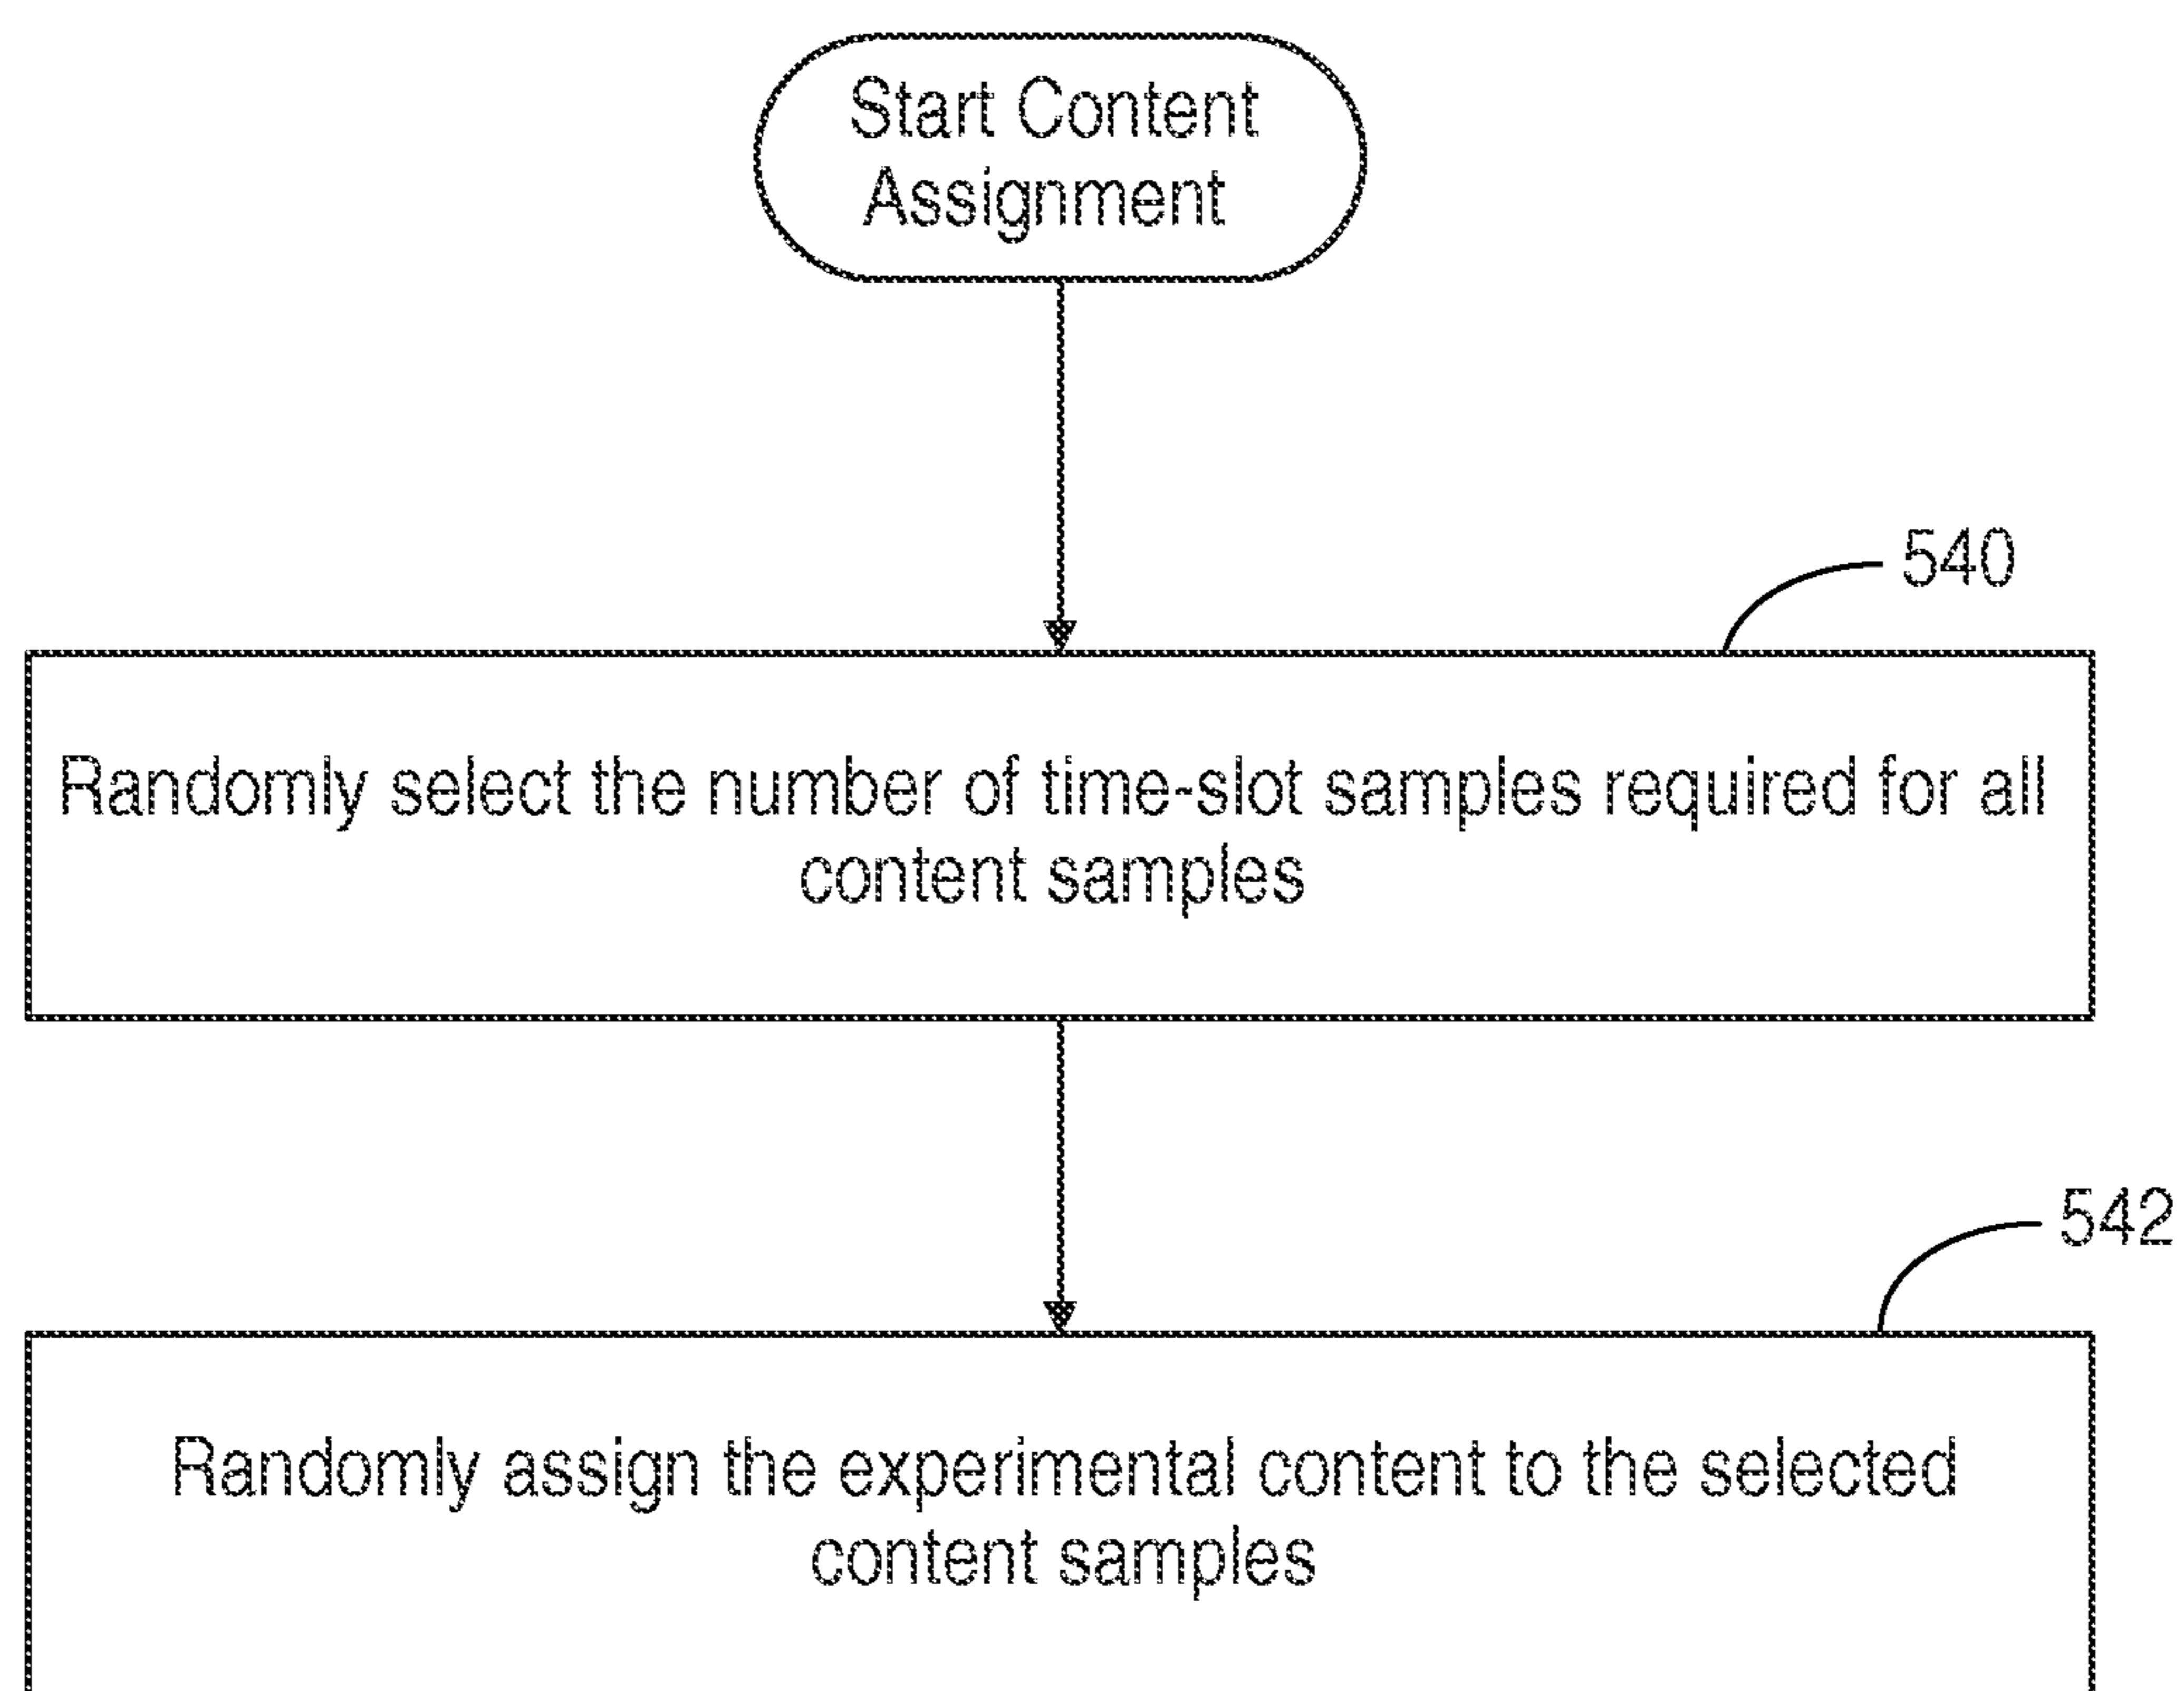 Start Content
Assignment
540
Randomly select the number of time-slot samples required for all
content samples
542
Randomly assign the experimental content to the selected
content samples